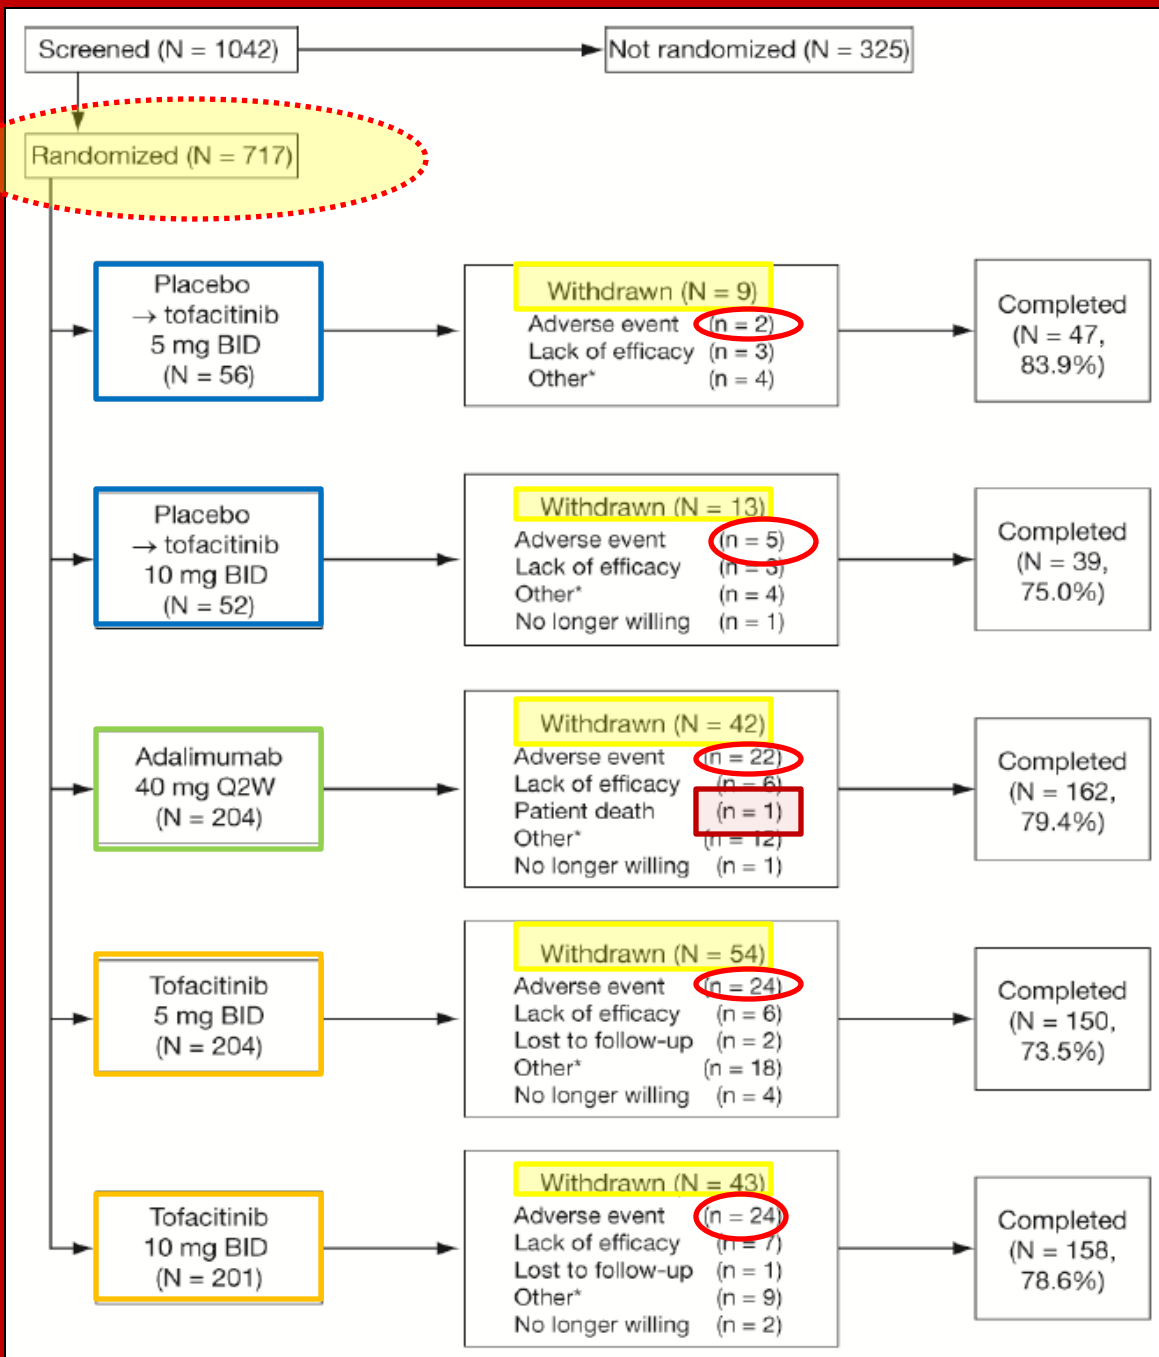 Screened (N = 1042)
Not randomized (N = 325)
Randomized (N = 717)
Placebo
→ tofacitinib
5 mg BID
(N = 56)
Withdrawn (N = 9)
Adverse event (n = 2)
Lack of efficacy (n = 3)
Other* (n = 4)
Completed
(N = 47,
83.9%)
Placebo
→ tofacitinib
10 mg BID
(N = 52)
Withdrawn (N = 13)
Adverse event (n = 5)
Lack of efficacy (n = 3)
Other* (n = 4)
No longer willing (n = 1)
Completed
(N = 39,
75.0%)
Adalimumab
40 mg Q2W
(N = 204)
Withdrawn (N = 42)
Adverse event (n = 22)
Lack of efficacy (n = 6)
Patient death (n = 1)
Other* (n = 12)
No longer willing (n = 1)
Completed
(N = 162,
79.4%)
Tofacitinib
5 mg BID
(N = 204)
Withdrawn (N = 54)
Adverse event (n = 24)
Lack of efficacy (n = 6)
Lost to follow-up (n = 2)
Other* (n = 18)
No longer willing (n = 4)
Completed
(N = 150,
73.5%)
Tofacitinib
10 mg BID
(N = 201)
Withdrawn (N = 43)
Adverse event (n = 24)
Lack of efficacy (n = 7)
Lost to follow-up (n = 1)
Other* (n = 9)
No longer willing (n = 2)
Completed
(N = 158,
78.6%)